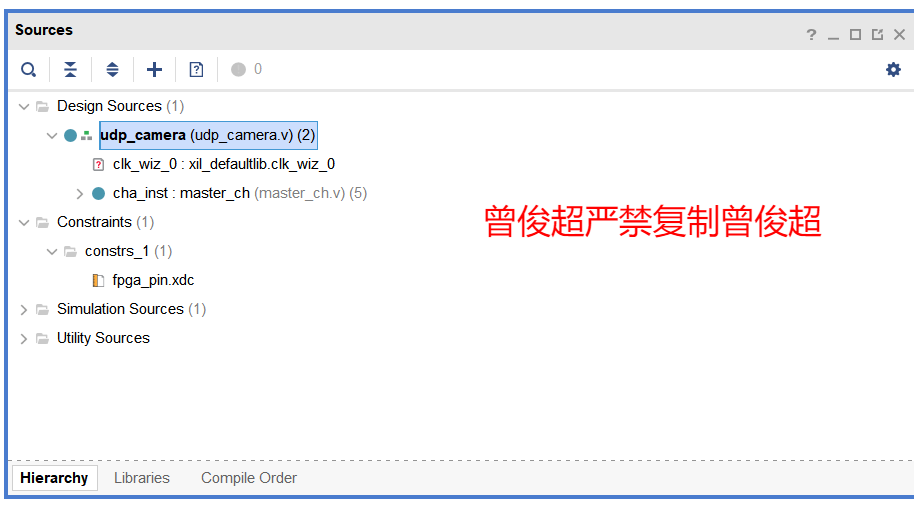 Sources
0
Design Sources (1)
udp_camera (udp_camera.v) (2)
clk_wiz_0 : xil_defaultlib.clk_wiz_0
cha_inst : master_ch (master_ch.v) (5)
Constraints (1)
constrs_1 (1)
fpga_pin.xdc
Simulation Sources (1)
Utility Sources
曾俊超严禁复制曾俊超
Hierarchy Libraries Compile Order